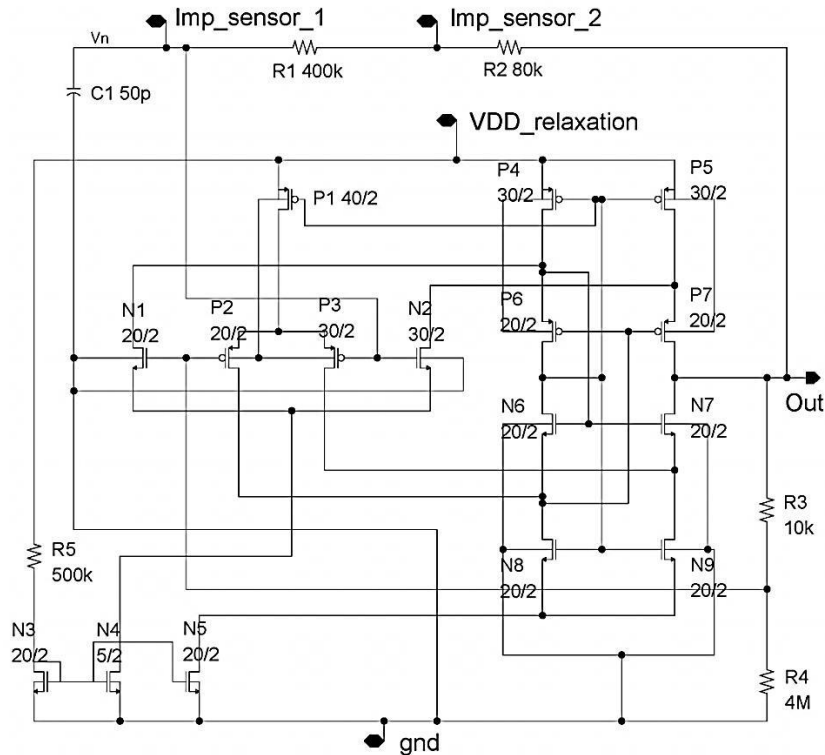 Imp_sensor_1
Imp_sensor_2
Vn
R1 400k
R2 80k
C1 50p
VDD_relaxation
P4
30/2
P5
30/2
P1 40/2
N1
20/2
P2
20/2
P3
30/2
N2
30/2
P6
20/2
P7
20/2
Out
N6
20/2
N7
20/2
R3
10k
R5
500k
N8
20/2
N9
20/2
N3
20/2
N4
5/2
N5
20/2
R4
4M
gnd